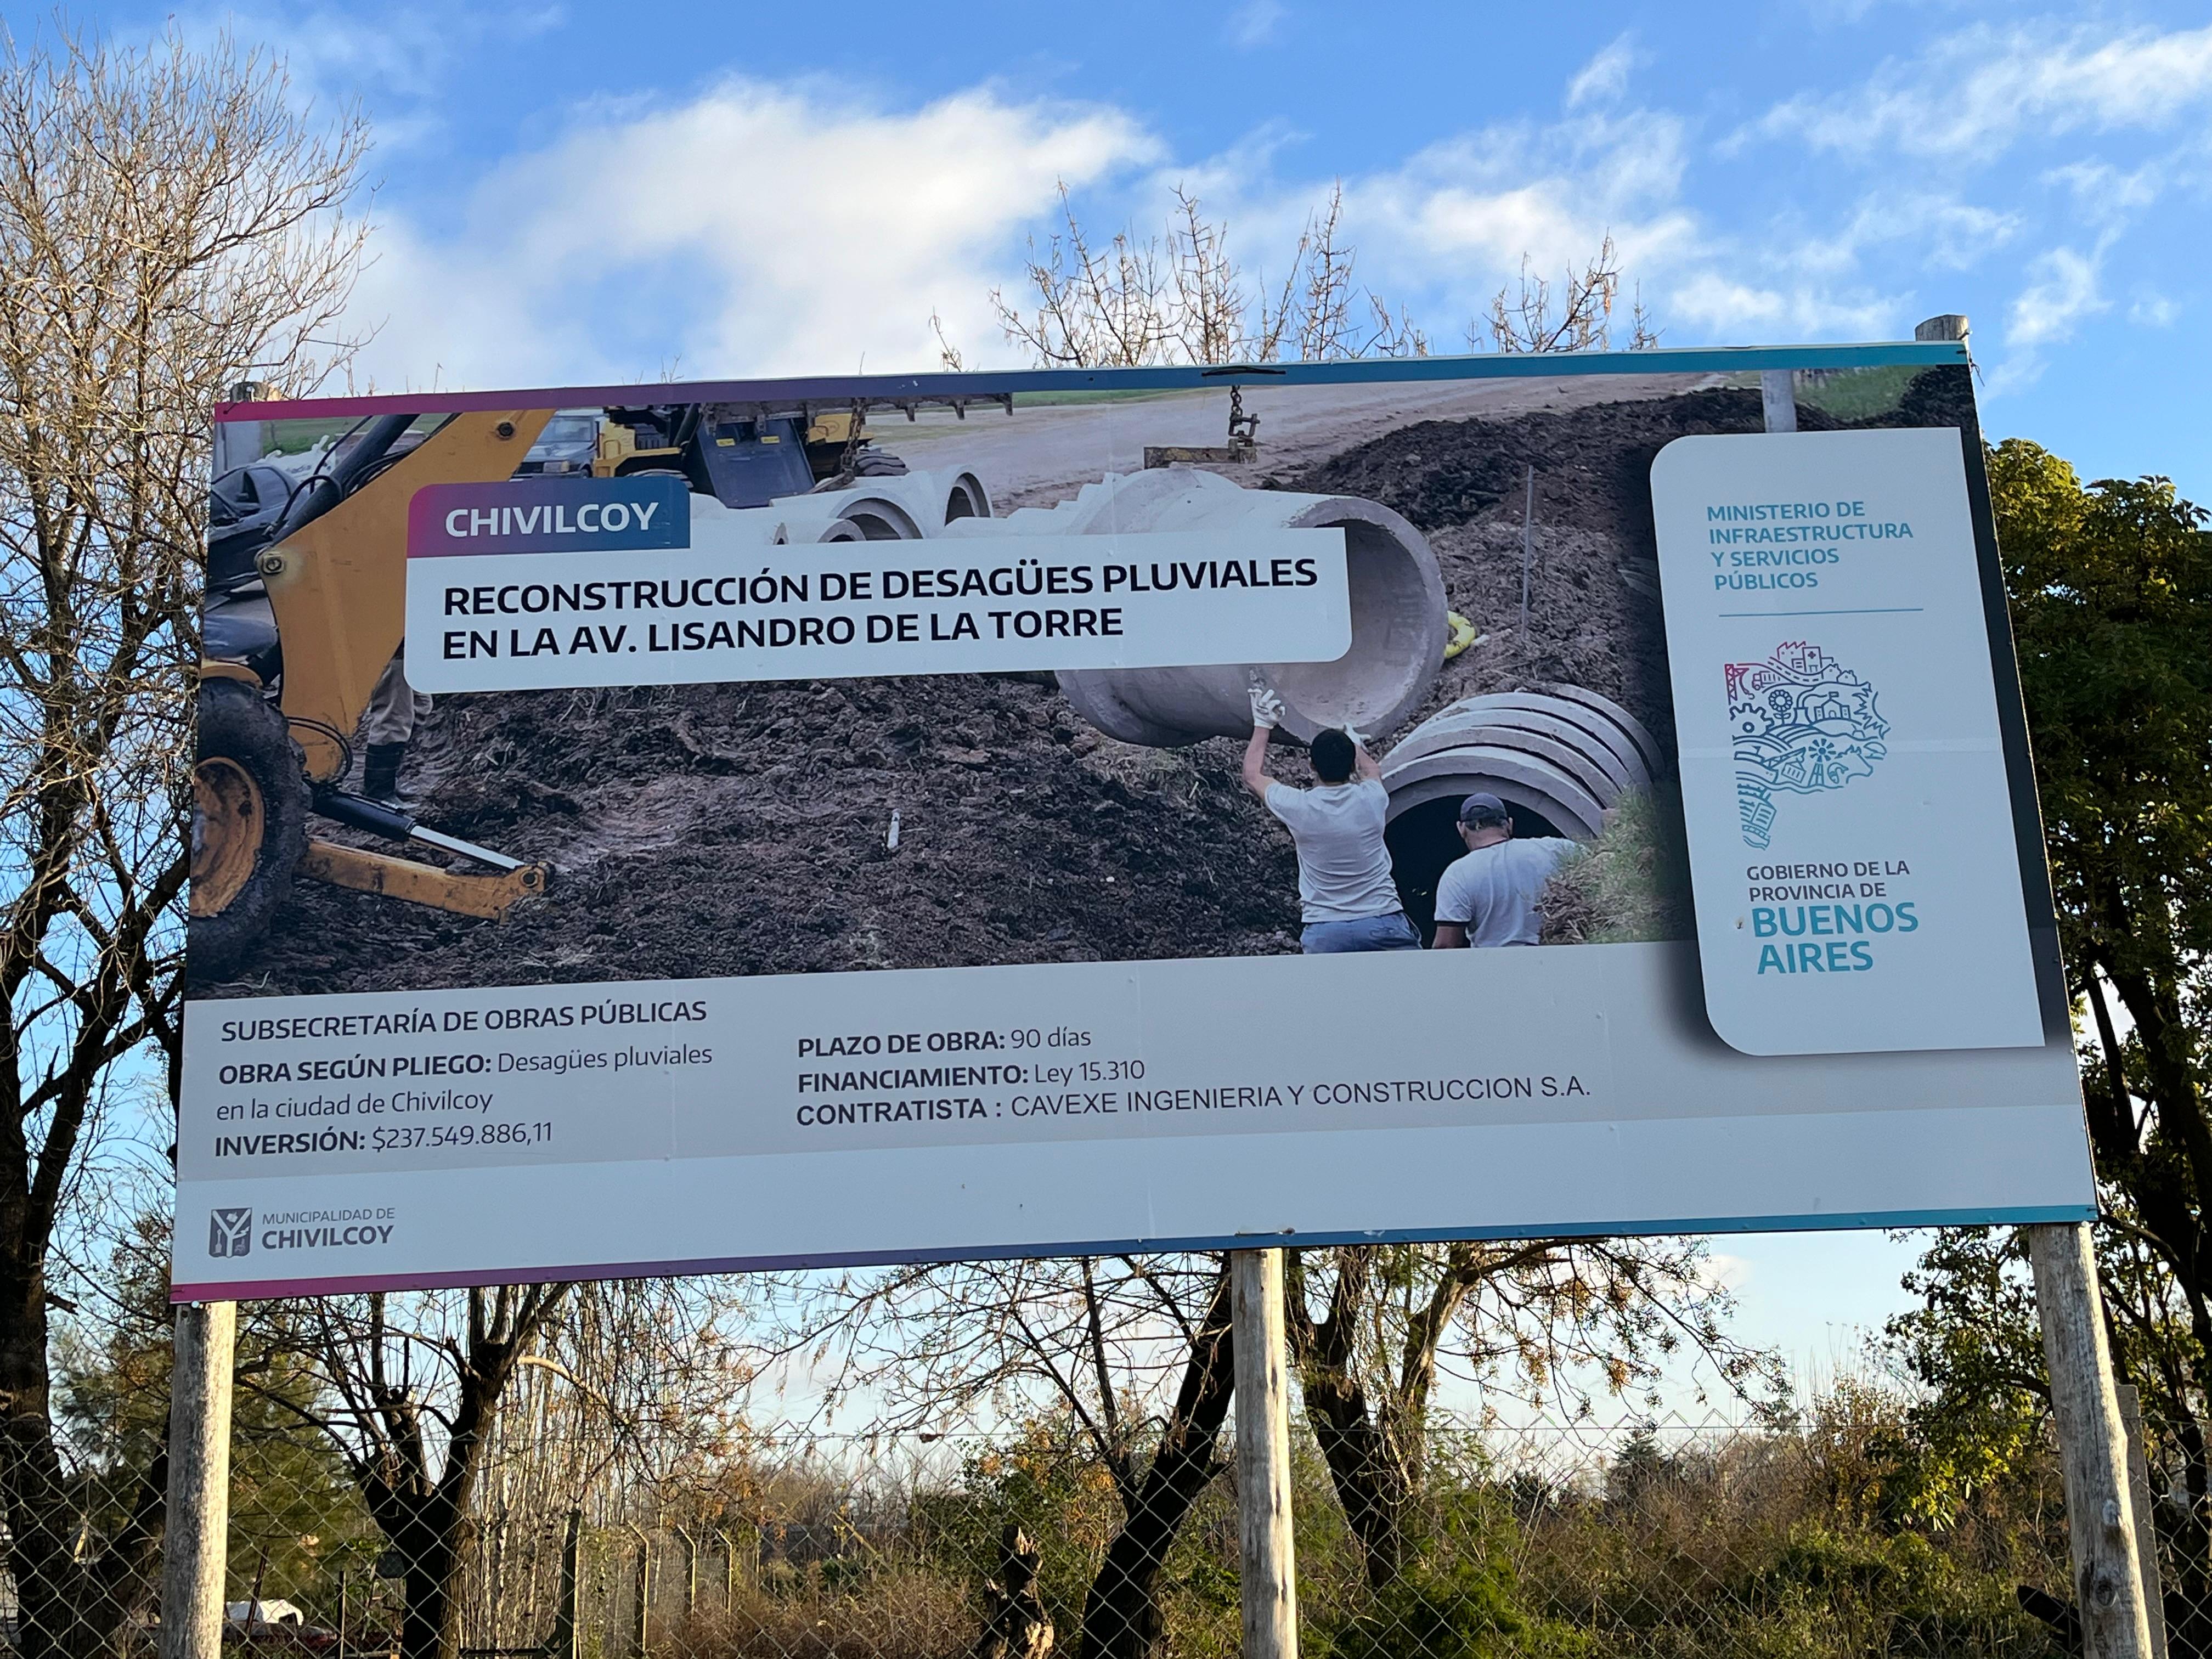 CHIVILCOY
RECONSTRUCCIÓN DE DESAGÜES PLUVIALES
EN LA AV. LISANDRO DE LA TORRE
MINISTERIO DE
INFRAESTRUCTURA
Y SERVICIOS
PÚBLICOS
GOBIERNO DE LA
PROVINCIA DE
BUENOS
AIRES
SUBSECRETARÍA DE OBRAS PÚBLICAS
OBRA SEGÚN PLIEGO: Desagües pluviales
en la ciudad de Chivilcoy
INVERSIÓN: $237.549.886,11
PLAZO DE OBRA: 90 días
FINANCIAMIENTO: Ley 15.310
CONTRATISTA : CAVEXE INGENIERIA Y CONSTRUCCION S.A.
MUNICIPALIDAD DE
CHIVILCOY